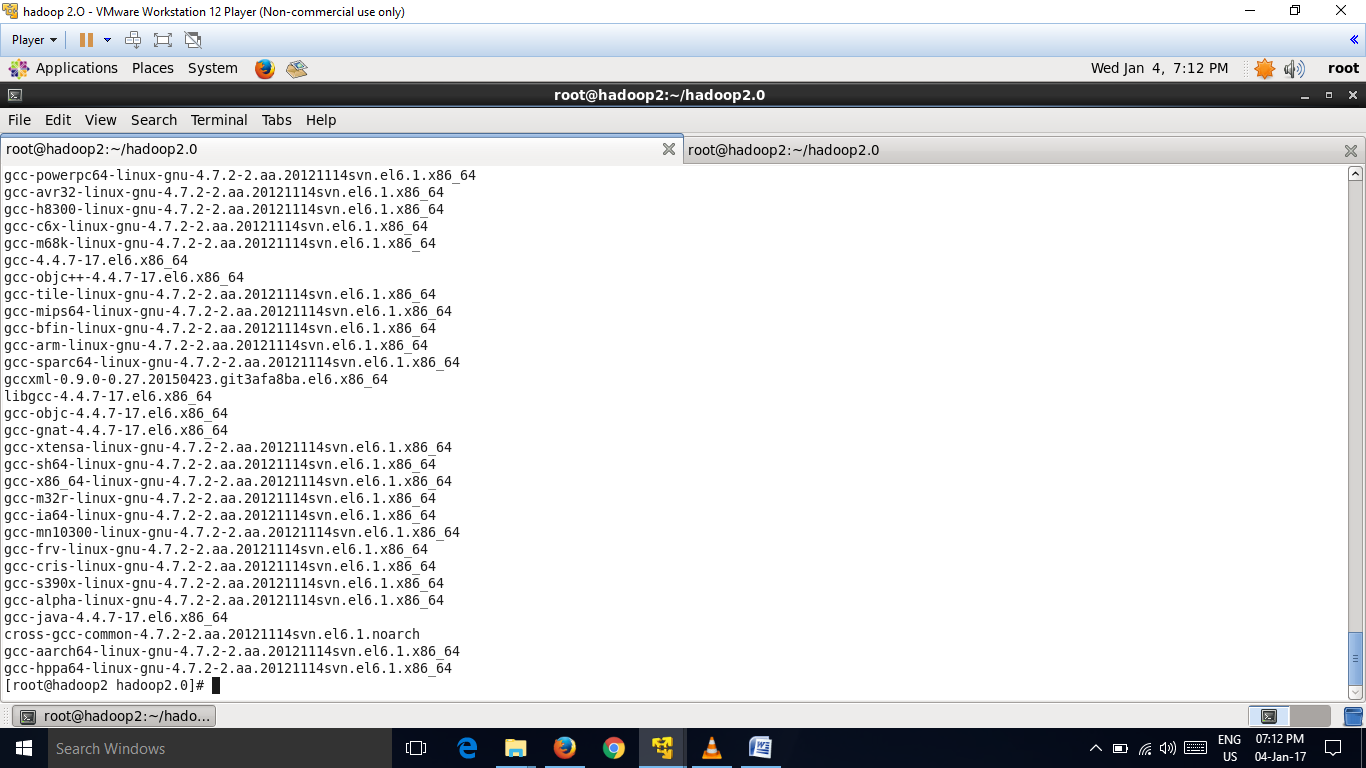 hadoop 2.O - VMware Workstation 12 Player (Non-commercial use only)
Player
Applications Places System Wed Jan 4, 7:12 PM root
root@hadoop2:~/hadoop2.0
File Edit View Search Terminal Tabs Help
root@hadoop2:~/hadoop2.0 root@hadoop2:~/hadoop2.0
gcc-powerpc64-linux-gnu-4.7.2-2.aa.20121114svn.el6.1.x86_64
gcc-avr32-linux-gnu-4.7.2-2.aa.20121114svn.el6.1.x86_64
gcc-h8300-linux-gnu-4.7.2-2.aa.20121114svn.el6.1.x86_64
gcc-c6x-linux-gnu-4.7.2-2.aa.20121114svn.el6.1.x86_64
gcc-m68k-linux-gnu-4.7.2-2.aa.20121114svn.el6.1.x86_64
gcc-4.4.7-17.el6.x86_64
gcc-objc++-4.4.7-17.el6.x86_64
gcc-tile-linux-gnu-4.7.2-2.aa.20121114svn.el6.1.x86_64
gcc-mips64-linux-gnu-4.7.2-2.aa.20121114svn.el6.1.x86_64
gcc-bfin-linux-gnu-4.7.2-2.aa.20121114svn.el6.1.x86_64
gcc-arm-linux-gnu-4.7.2-2.aa.20121114svn.el6.1.x86_64
gcc-sparc64-linux-gnu-4.7.2-2.aa.20121114svn.el6.1.x86_64
gccxml-0.9.0-0.27.20150423.git3afa8ba.el6.x86_64
libgcc-4.4.7-17.el6.x86_64
gcc-objc-4.4.7-17.el6.x86_64
gcc-gnat-4.4.7-17.el6.x86_64
gcc-xtensa-linux-gnu-4.7.2-2.aa.20121114svn.el6.1.x86_64
gcc-sh64-linux-gnu-4.7.2-2.aa.20121114svn.el6.1.x86_64
gcc-x86_64-linux-gnu-4.7.2-2.aa.20121114svn.el6.1.x86_64
gcc-m32r-linux-gnu-4.7.2-2.aa.20121114svn.el6.1.x86_64
gcc-ia64-linux-gnu-4.7.2-2.aa.20121114svn.el6.1.x86_64
gcc-mn10300-linux-gnu-4.7.2-2.aa.20121114svn.el6.1.x86_64
gcc-frv-linux-gnu-4.7.2-2.aa.20121114svn.el6.1.x86_64
gcc-cris-linux-gnu-4.7.2-2.aa.20121114svn.el6.1.x86_64
gcc-s390x-linux-gnu-4.7.2-2.aa.20121114svn.el6.1.x86_64
gcc-alpha-linux-gnu-4.7.2-2.aa.20121114svn.el6.1.x86_64
gcc-java-4.4.7-17.el6.x86_64
cross-gcc-common-4.7.2-2.aa.20121114svn.el6.1.noarch
gcc-aarch64-linux-gnu-4.7.2-2.aa.20121114svn.el6.1.x86_64
gcc-hppa64-linux-gnu-4.7.2-2.aa.20121114svn.el6.1.x86_64
[root@hadoop2 hadoop2.0]#
root@hadoop2:~/hado...
Search Windows
ENG 07:12 PM
US 04-Jan-17